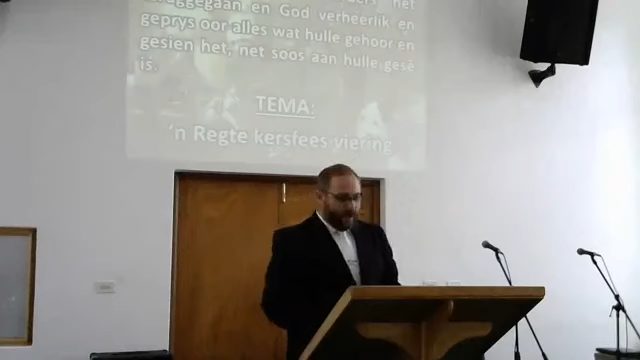 het
teruggegaan en God verheerlik en
geprys oor alles wat hulle gehoor en
gesien het, net soos aan hulle gesê
is.
TEMA:
'n Regte kersfees viering